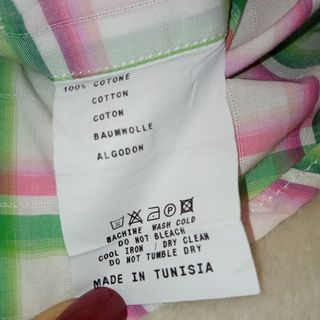 100% COTONE
COTTON
COTON
BAUMWOLLE
ALGODON
MACHINE WASH COLD
DO NOT BLEACH
COOL IRON / DRY CLEAN
DO NOT TUMBLE DRY
MADE IN TUNISIA